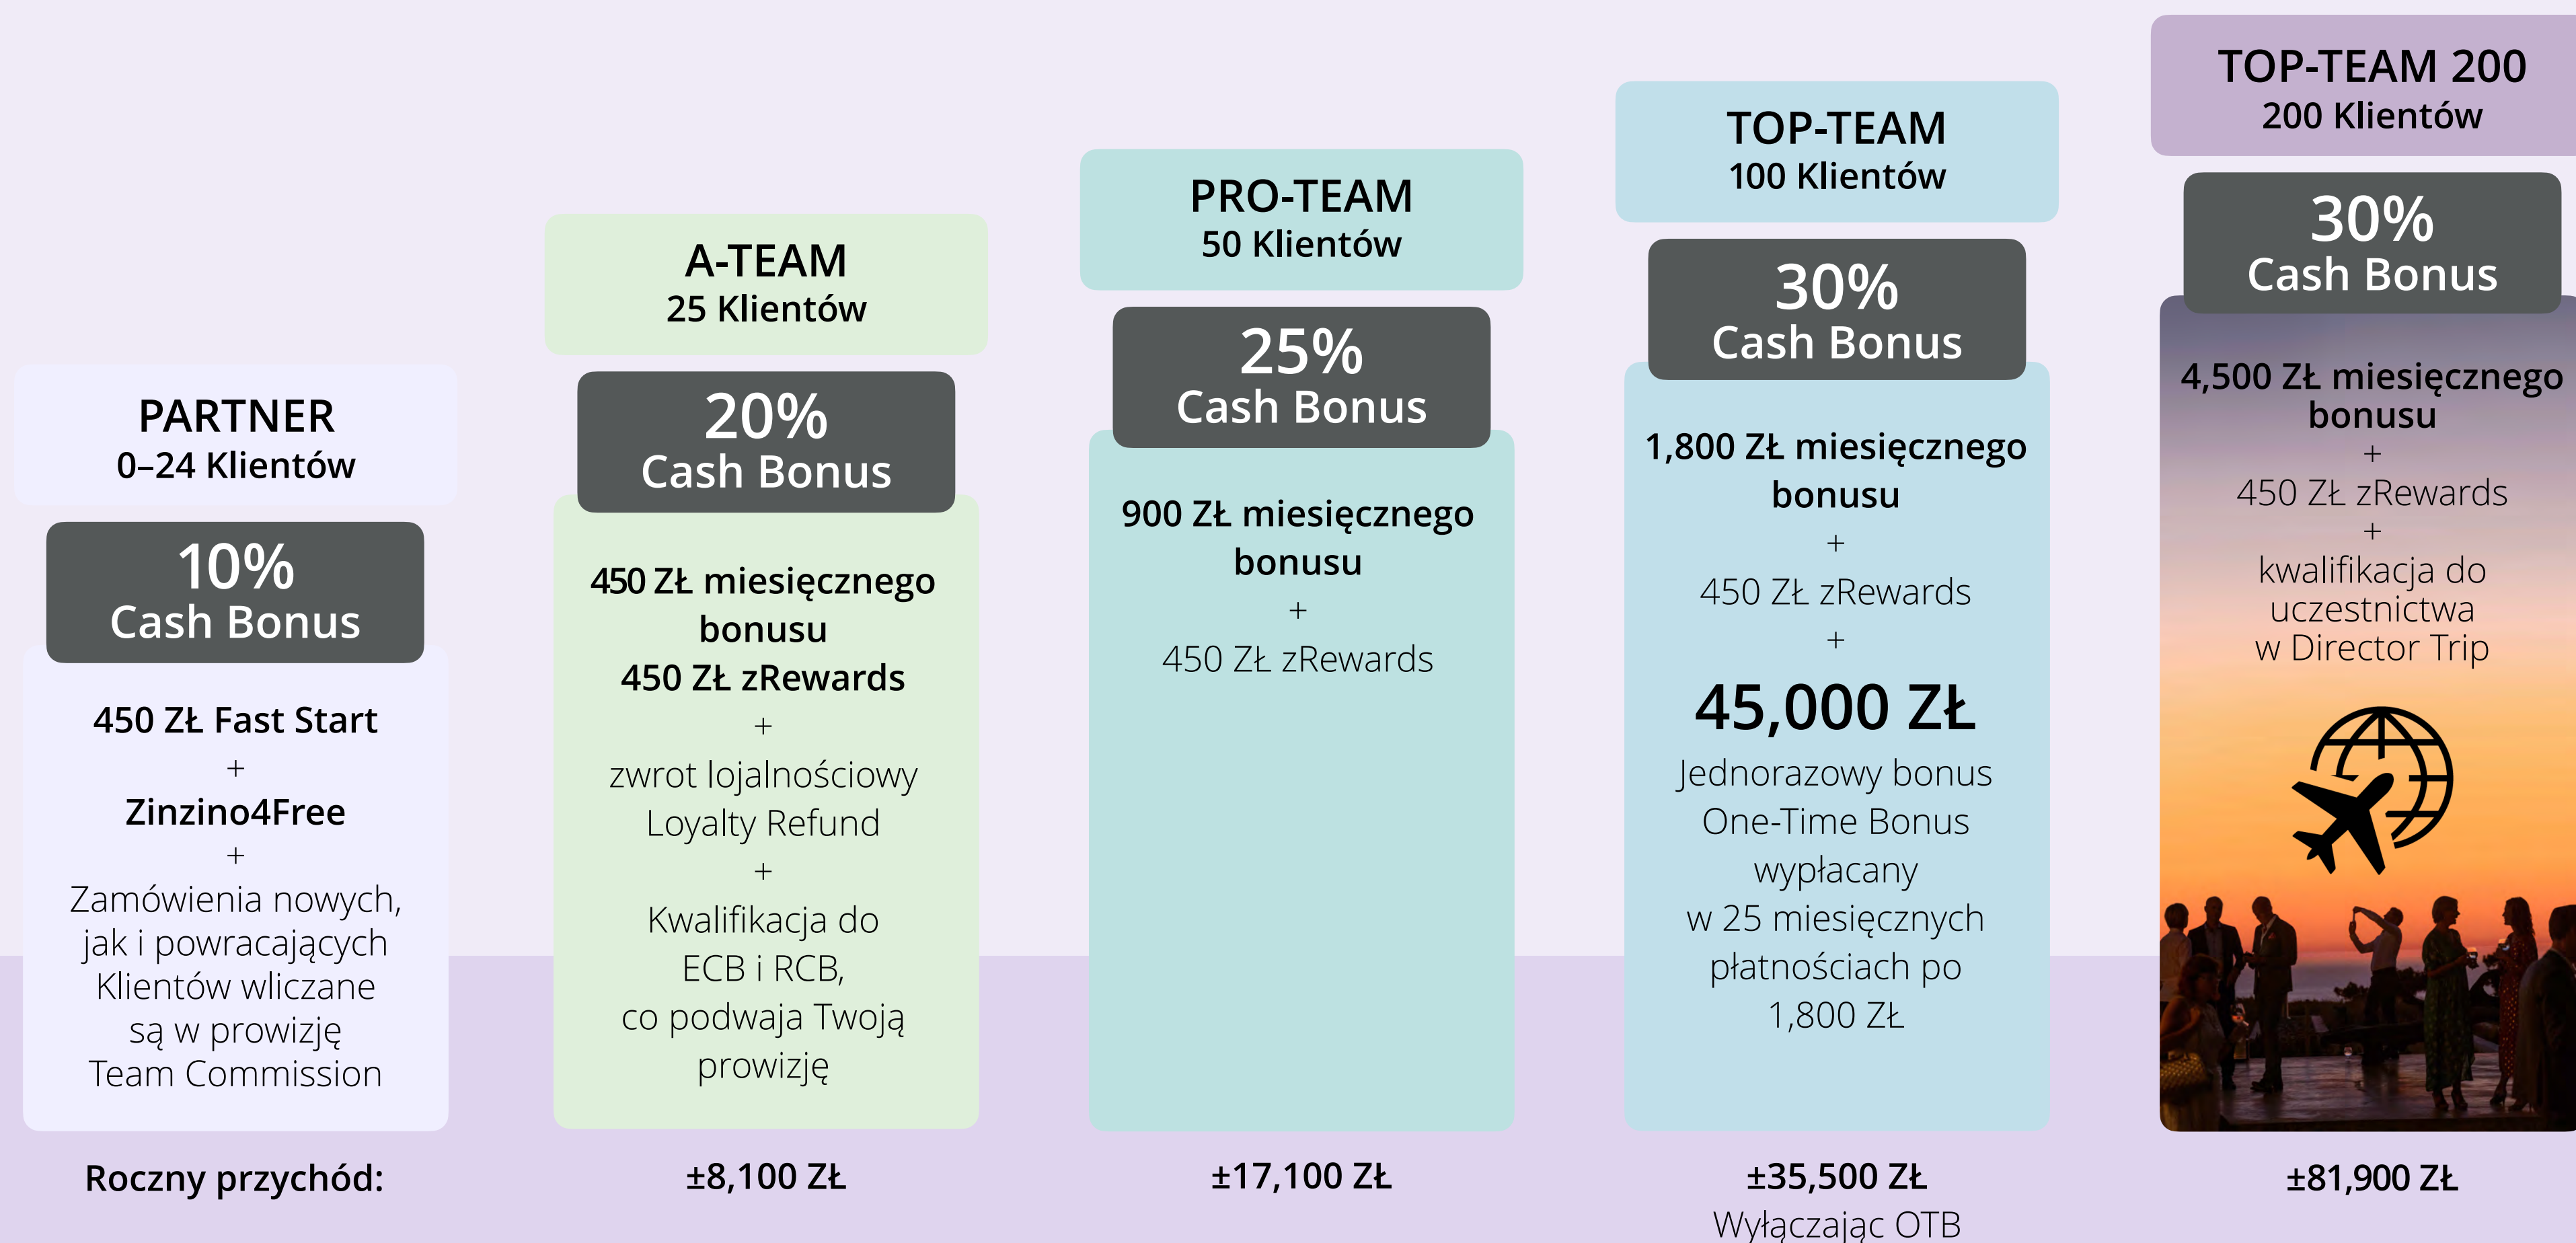 PARTNER
0–24 Klientów
10%
Cash Bonus
450 ZŁ Fast Start
+
Zinzino4Free
+
Zamówienia nowych,
jak i powracających
Klientów wliczane
są w prowizję
Team Commission
Roczny przychód:
A-TEAM
25 Klientów
20%
Cash Bonus
450 ZŁ miesięcznego
bonusu
450 ZŁ zRewards
+
zwrot lojalnościowy
Loyalty Refund
+
Kwalifikacja do
ECB i RCB,
co podwaja Twoją
prowizję
±8,100 ZŁ
PRO-TEAM
50 Klientów
25%
Cash Bonus
900 ZŁ miesięcznego
bonusu
+
450 ZŁ zRewards
±17,100 ZŁ
TOP-TEAM
100 Klientów
30%
Cash Bonus
1,800 ZŁ miesięcznego
bonusu
+
450 ZŁ zRewards
+
45,000 ZŁ
Jednorazowy bonus
One-Time Bonus
wypłacany
w 25 miesięcznych
płatnościach po
1,800 ZŁ
±35,500 ZŁ
Wyłączając OTB
TOP-TEAM 200
200 Klientów
30%
Cash Bonus
4,500 ZŁ miesięcznego
bonusu
+
450 ZŁ zRewards
+
kwalifikacja do
uczestnictwa
w Director Trip
±81,900 ZŁ